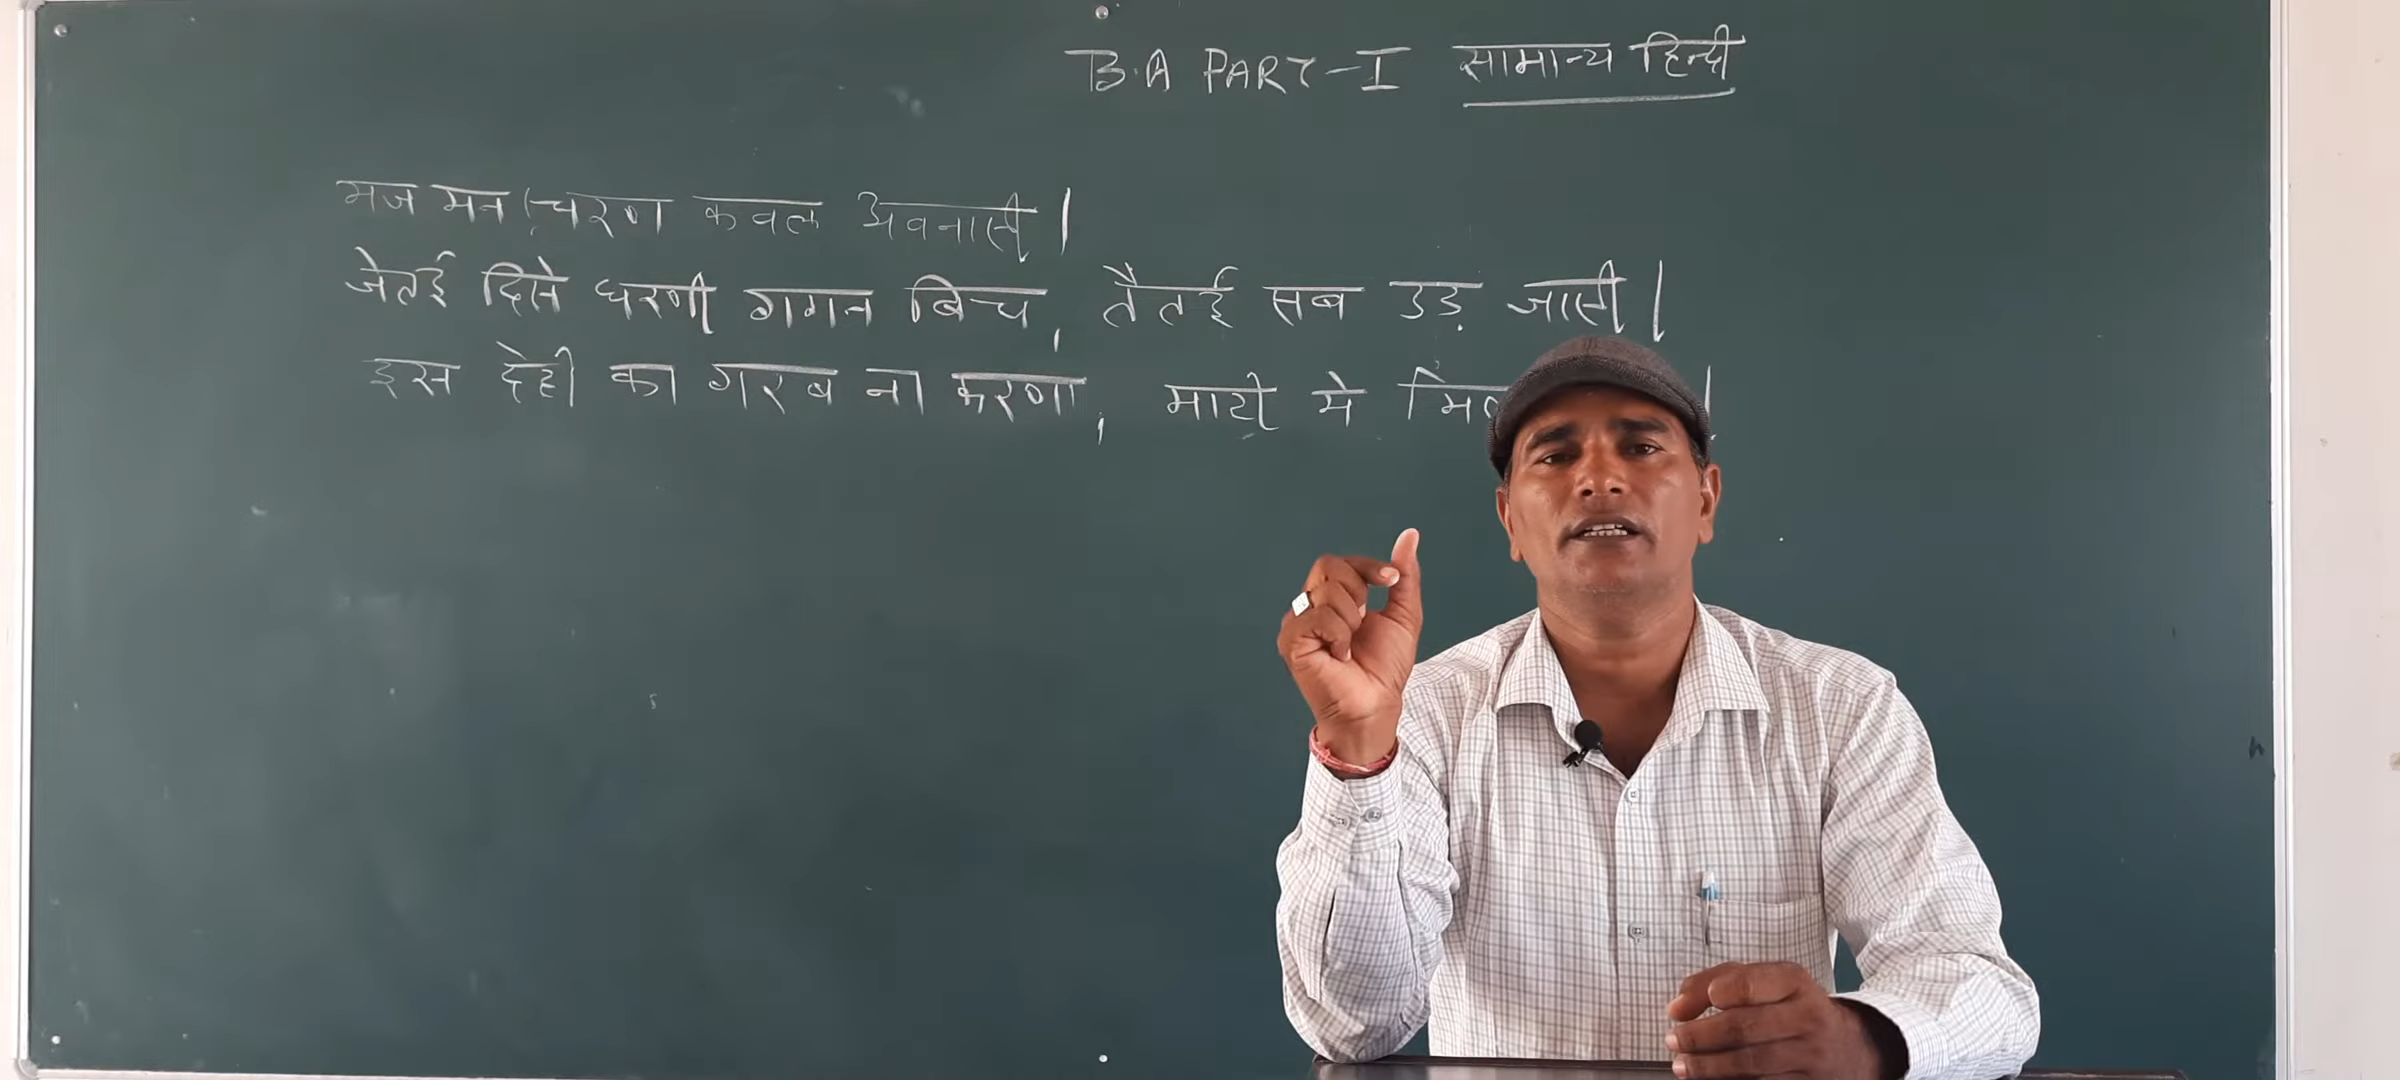 B.A PART-I सामान्य हिन्दी
भज मन चरण कवल अवनासी।
जेतई दिसे धरणी गगन बिच, तैतई सब उड़ जासी।
इस देही का गरब ना करणा, माटी मे